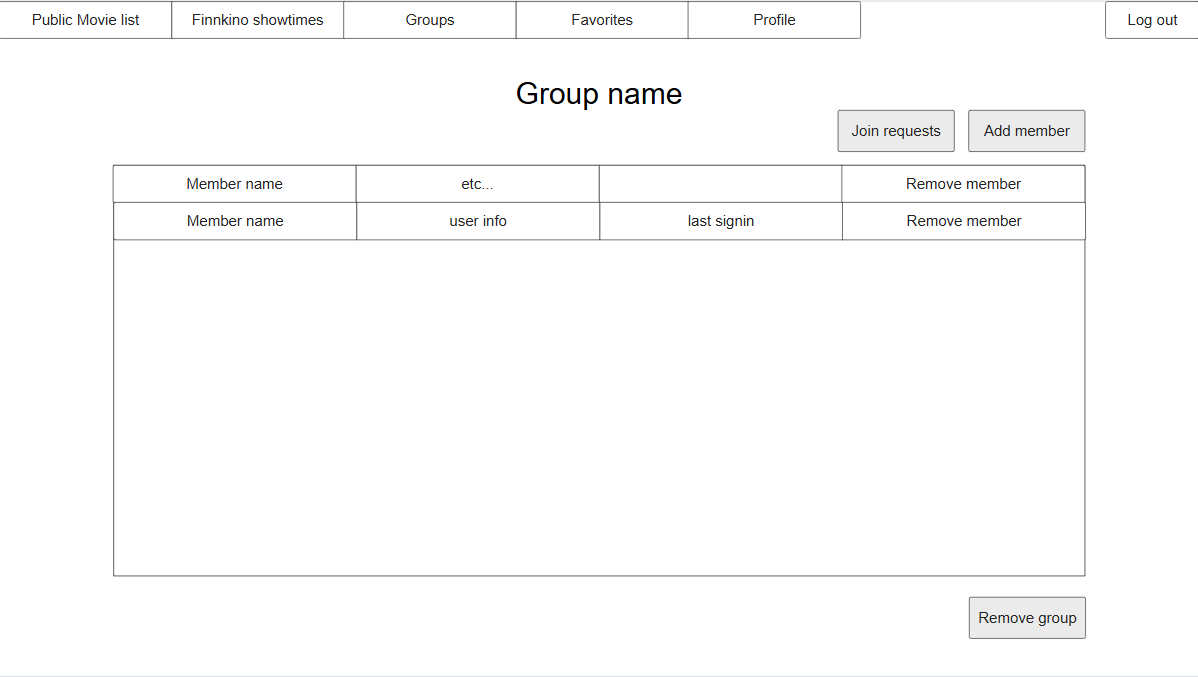 Public Movie list Finnkino showtimes Groups Favorites Profile Log out
Group name
Join requests Add member
Member name etc... Remove member
Member name user info last signin Remove member
Remove group